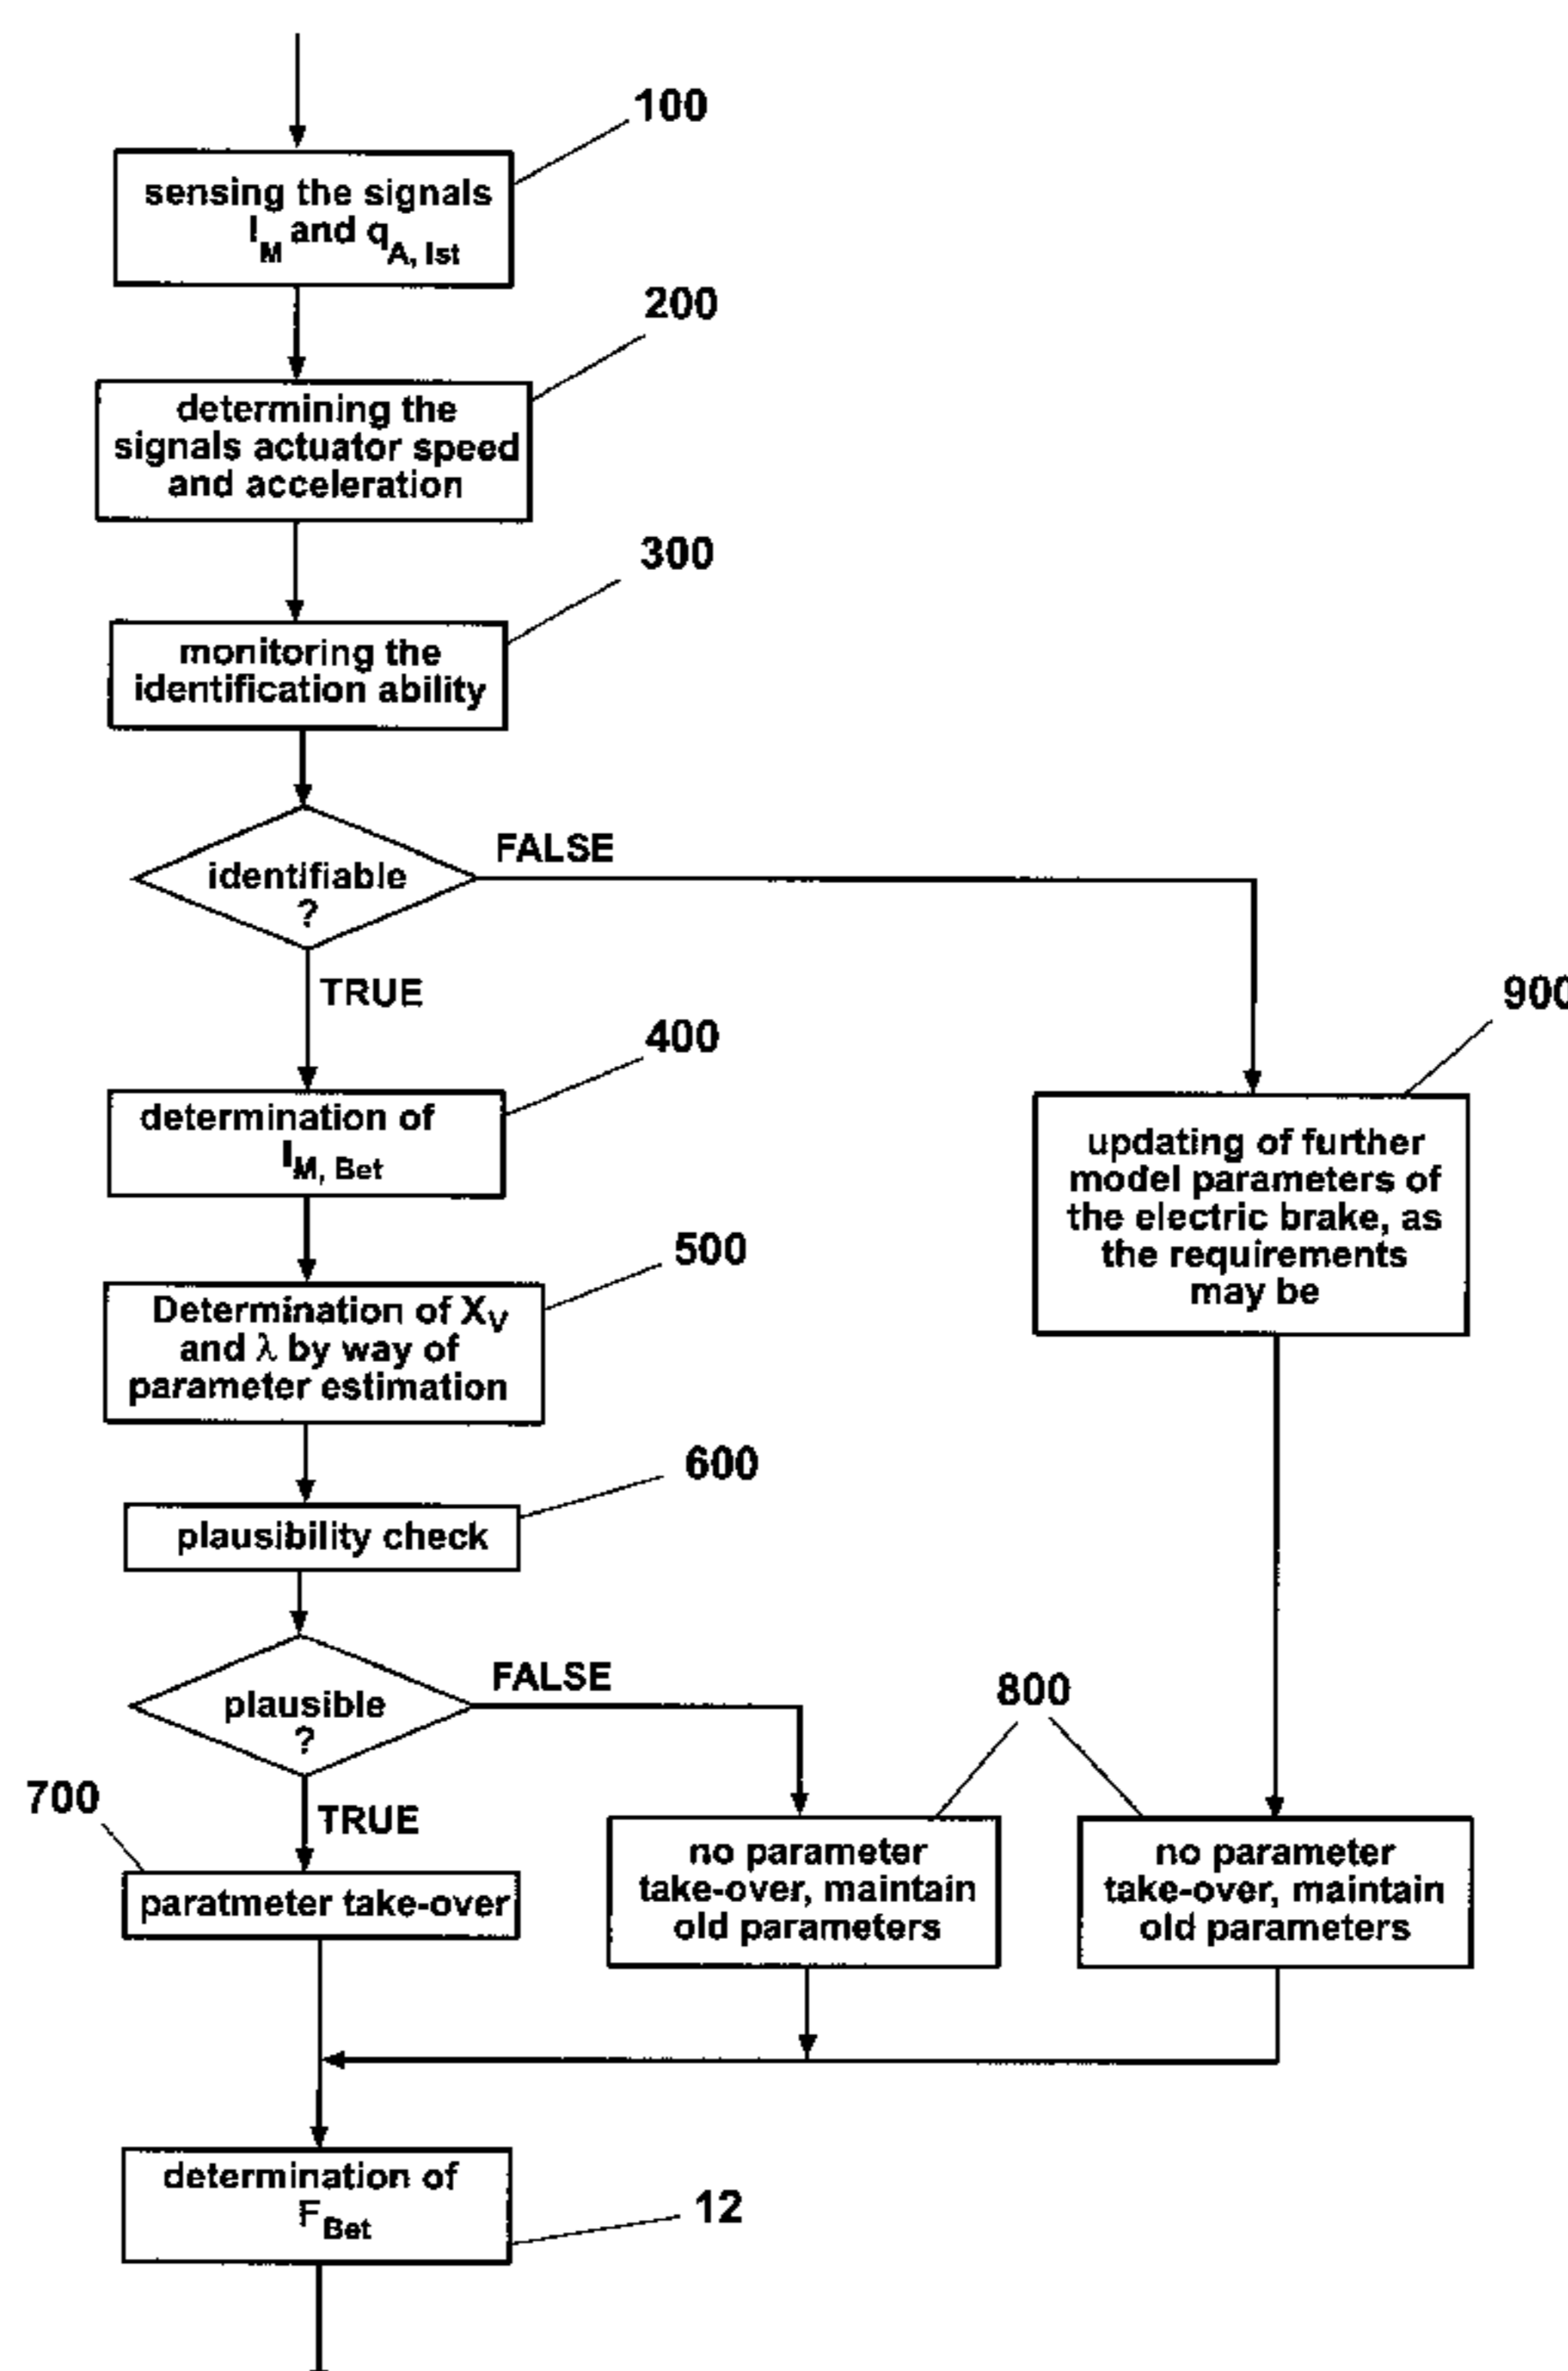 100
sensing the signals
I_M and q_A, Ist
200
determining the
signals actuator speed
and acceleration
300
monitoring the
identification ability
identifiable
?
FALSE
TRUE
400
determination of
I_M, Bet
900
updating of further
model parameters of
the electric brake, as
the requirements
may be
500
Determination of X_V
and λ by way of
parameter estimation
600
plausibility check
plausible
?
FALSE
TRUE
800
700
paratmeter take-over
no parameter
take-over, maintain
old parameters
no parameter
take-over, maintain
old parameters
determination of
F_Bet
12